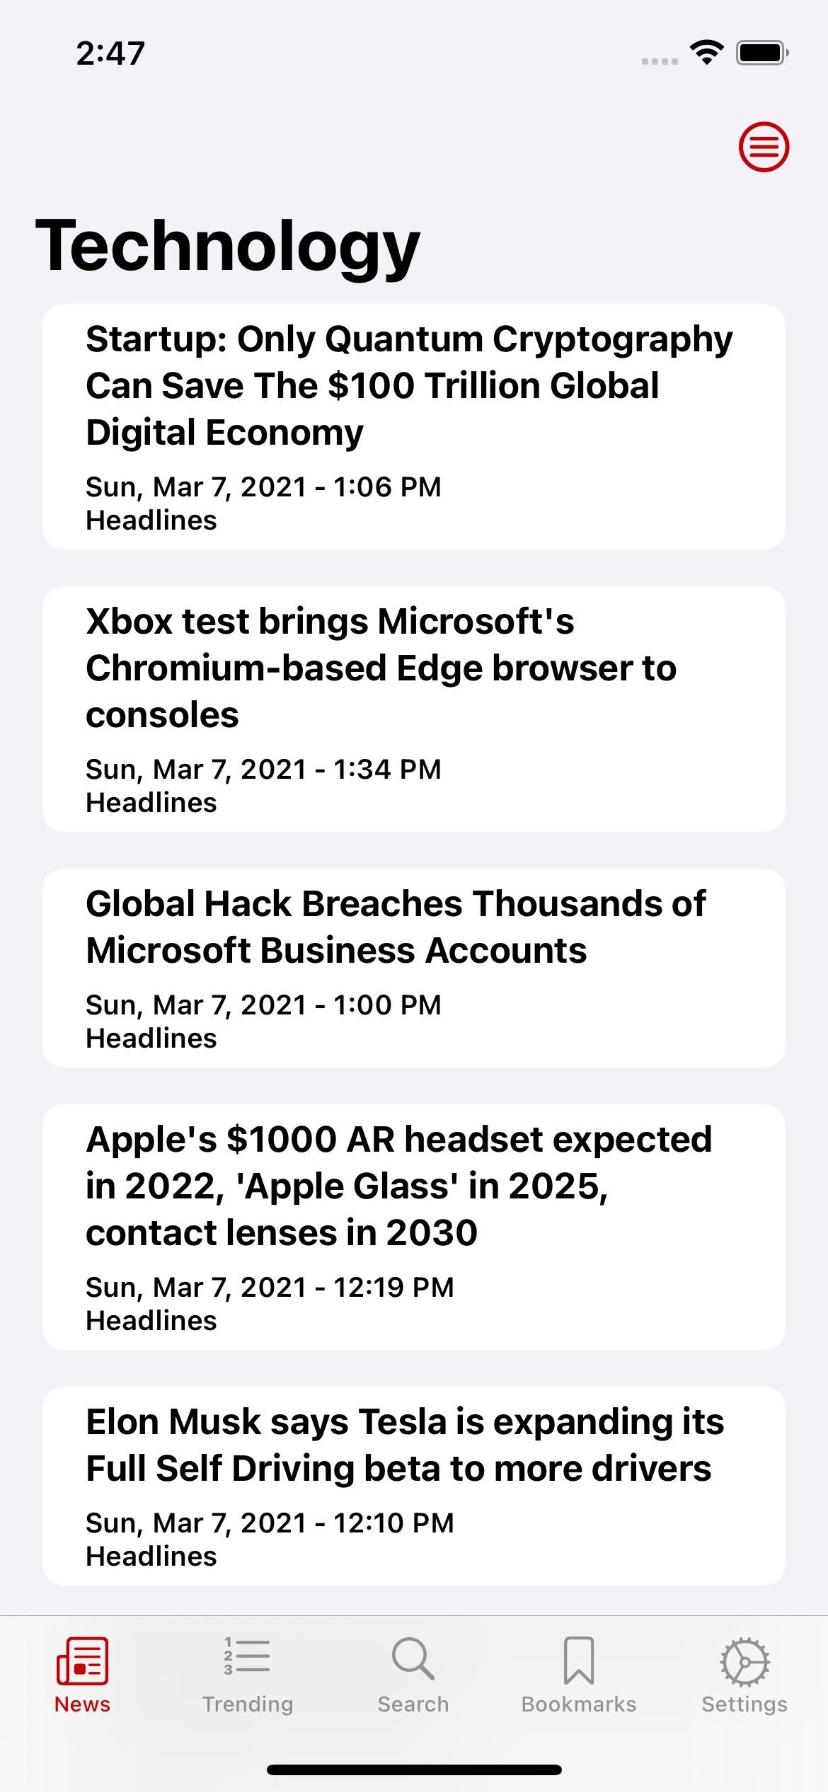 2:47
Technology
Startup: Only Quantum Cryptography
Can Save The $100 Trillion Global
Digital Economy
Sun, Mar 7, 2021 - 1:06 PM
Headlines
Xbox test brings Microsoft's
Chromium-based Edge browser to
consoles
Sun, Mar 7, 2021 - 1:34 PM
Headlines
Global Hack Breaches Thousands of
Microsoft Business Accounts
Sun, Mar 7, 2021 - 1:00 PM
Headlines
Apple's $1000 AR headset expected
in 2022, 'Apple Glass' in 2025,
contact lenses in 2030
Sun, Mar 7, 2021 - 12:19 PM
Headlines
Elon Musk says Tesla is expanding its
Full Self Driving beta to more drivers
Sun, Mar 7, 2021 - 12:10 PM
Headlines
1
2
3
News Trending Search Bookmarks Settings